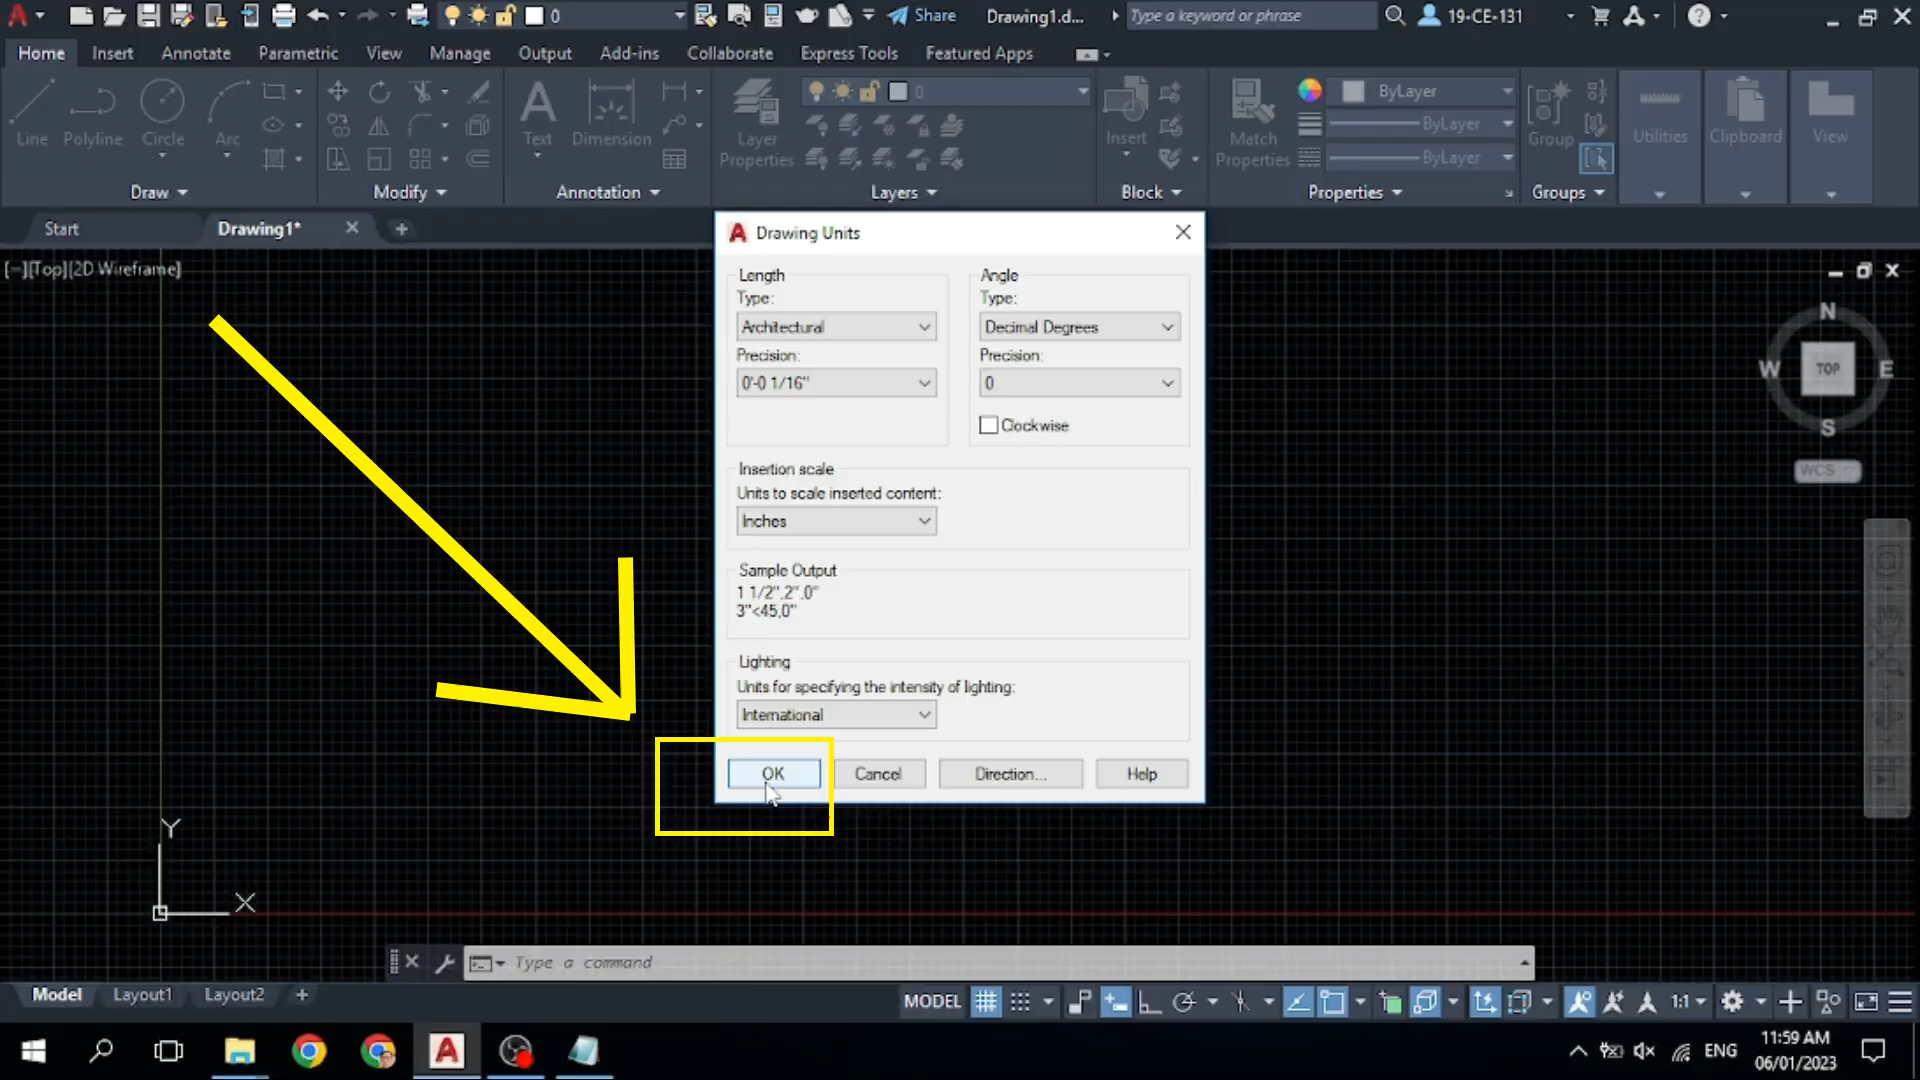 0
Share
Drawing1.d...
Type a keyword or phrase
19-CE-131
Home
Insert
Annotate
Parametric
View
Manage
Output
Add-ins
Collaborate
Express Tools
Featured Apps
Line
Polyline
Circle
Arc
Text
Dimension
Layer
Properties
0
Insert
Match
Properties
ByLayer
ByLayer
ByLayer
Group
Utilities
Clipboard
View
Draw
Modify
Annotation
Layers
Block
Properties
Groups
Start
Drawing1*
[−][Top][2D Wireframe]
Drawing Units
Length
Type:
Architectural
Precision:
0'-0 1/16"
Angle
Type:
Decimal Degrees
Precision:
0
Clockwise
Insertion scale
Units to scale inserted content:
Inches
Sample Output
1 1/2",2",0"
3"<45,0"
Lighting
Units for specifying the intensity of lighting:
International
OK
Cancel
Direction...
Help
N
W
TOP
E
S
WCS
Y
X
Type a command
Model
Layout1
Layout2
MODEL
1:1
ENG
11:59 AM
06/01/2023